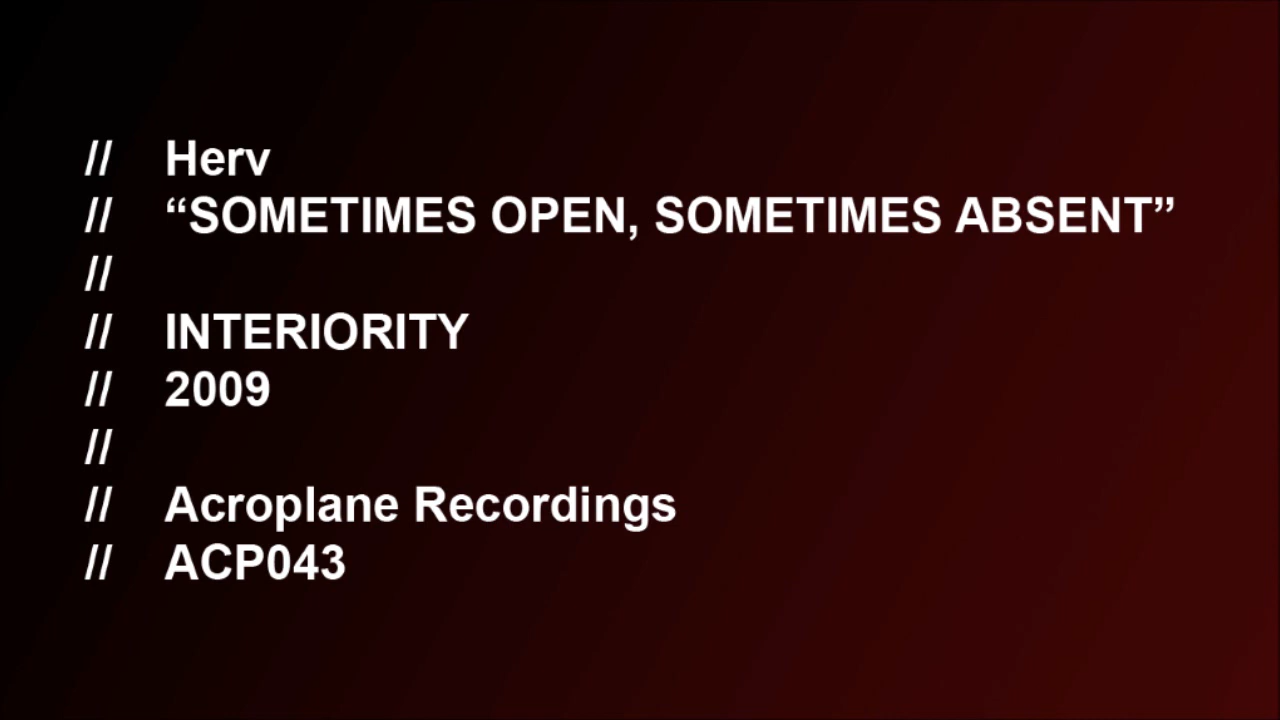 // Herv
// “SOMETIMES OPEN, SOMETIMES ABSENT”
//
// INTERIORITY
// 2009
//
// Acroplane Recordings
// ACP043